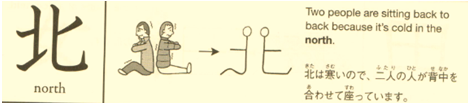 北
north
Two people are sitting back to
back because it's cold in the
north.
北は寒いので、二人の人が背中を
合わせて座っています。